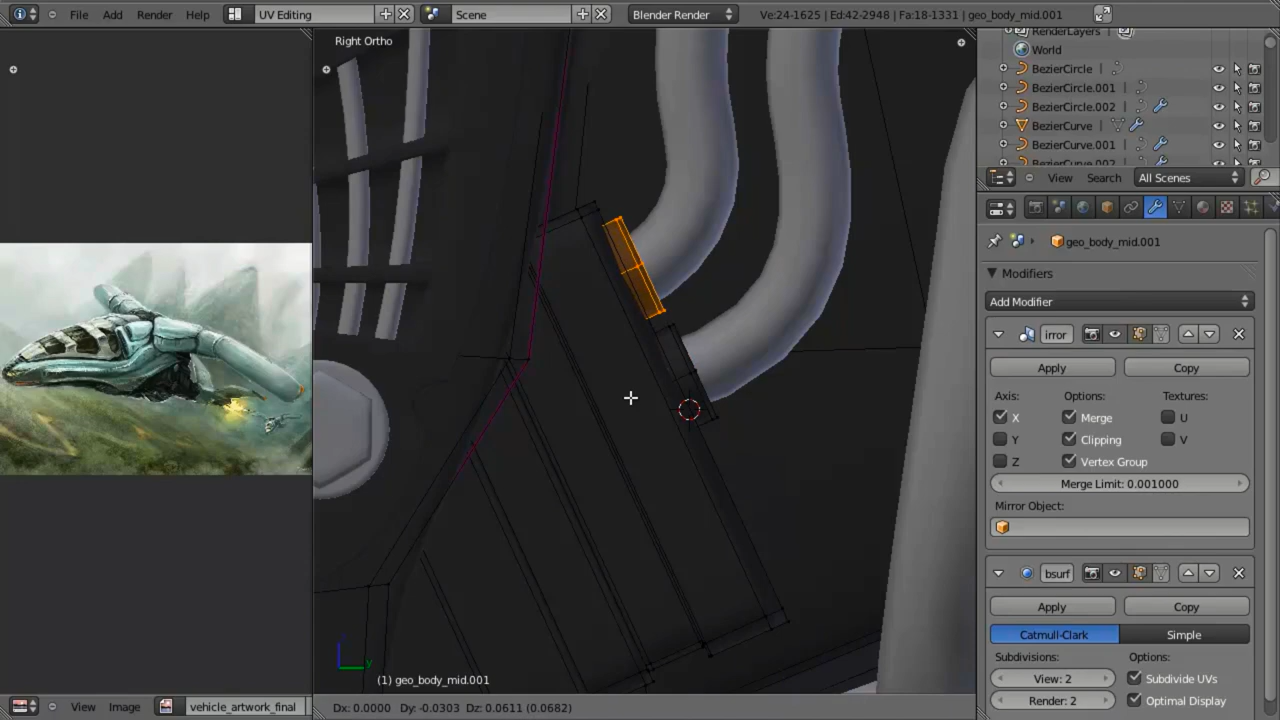 File Add Render Help UV Editing Scene Blender Render Ve:24-1625 | Ed:42-2948 | Fa:18-1331 | geo_body_mid.001
Right Ortho
RenderLayers
World
BezierCircle
BezierCircle.001
BezierCircle.002
BezierCurve
BezierCurve.001
BezierCurve.002
View Search All Scenes
geo_body_mid.001
Modifiers
Add Modifier
irror
Apply Copy
Axis: Options: Textures:
X Merge U
Y Clipping V
Z Vertex Group
Merge Limit: 0.001000
Mirror Object:
bsurf
Apply Copy
Catmull-Clark Simple
Subdivisions: Options:
View: 2 Subdivide UVs
Render: 2 Optimal Display
y
(1) geo_body_mid.001
View Image vehicle_artwork_final Dx: 0.0000 Dy: -0.0303 Dz: 0.0611 (0.0682)